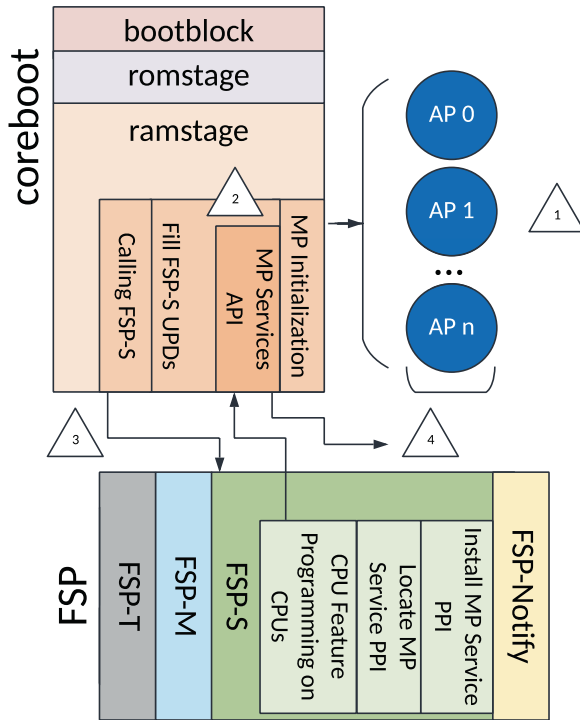 coreboot
bootblock
romstage
ramstage
Calling FSP-S
Fill FSP-S UPDs
2
MP Services
API
MP Initialization
AP 0
AP 1
...
AP n
1
3
4
FSP
FSP-T
FSP-M
FSP-S
CPU Feature
Programming on
CPUs
Locate MP
Service PPI
Install MP Service
PPI
FSP-Notify